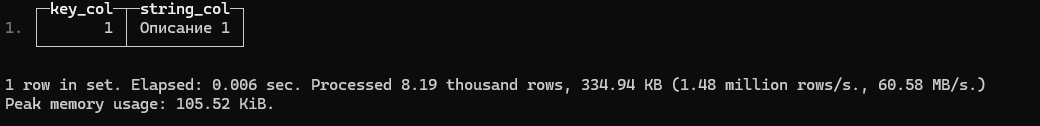 key_col string_col
1. 1 Описание 1
1 row in set. Elapsed: 0.006 sec. Processed 8.19 thousand rows, 334.94 KB (1.48 million rows/s., 60.58 MB/s.)
Peak memory usage: 105.52 KiB.